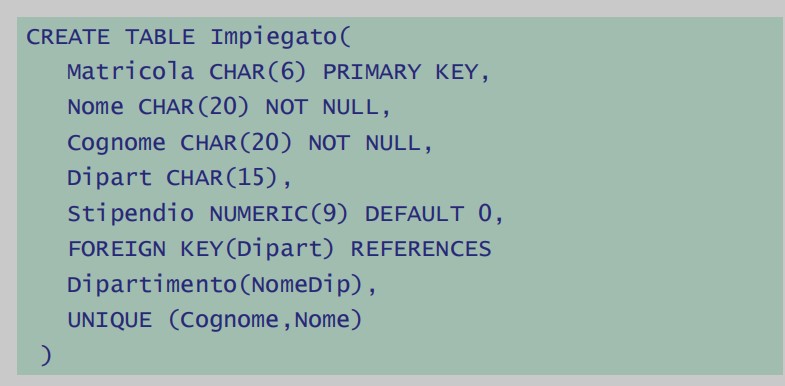 CREATE TABLE Impiegato(
Matricola CHAR(6) PRIMARY KEY,
Nome CHAR(20) NOT NULL,
Cognome CHAR(20) NOT NULL,
Dipart CHAR(15),
Stipendio NUMERIC(9) DEFAULT 0,
FOREIGN KEY(Dipart) REFERENCES
Dipartimento(NomeDip),
UNIQUE (Cognome,Nome)
)